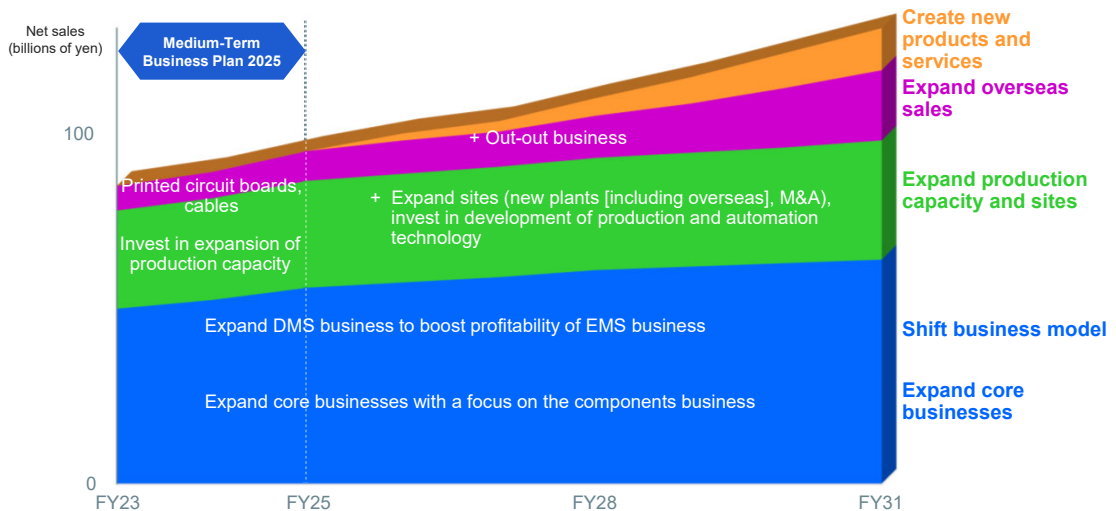 Net sales
(billions of yen)
Medium-Term
Business Plan 2025
Create new
products and
services
Expand overseas
sales
100
+ Out-out business
Printed circuit boards,
cables
+ Expand sites (new plants [including overseas], M&A),
invest in development of production and automation
technology
Expand production
capacity and sites
Invest in expansion of
production capacity
Expand DMS business to boost profitability of EMS business
Shift business model
Expand core businesses with a focus on the components business
Expand core
businesses
0
FY23
FY25
FY28
FY31